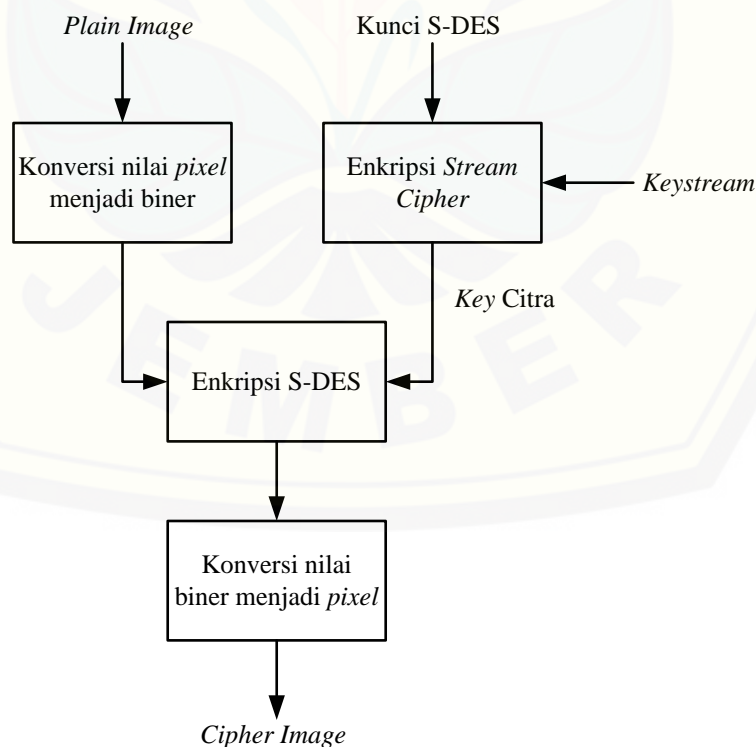 Plain Image
Kunci S-DES
Konversi nilai pixel
menjadi biner
Enkripsi Stream
Cipher
Keystream
Key Citra
Enkripsi S-DES
Konversi nilai
biner menjadi pixel
Cipher Image
JEMBER